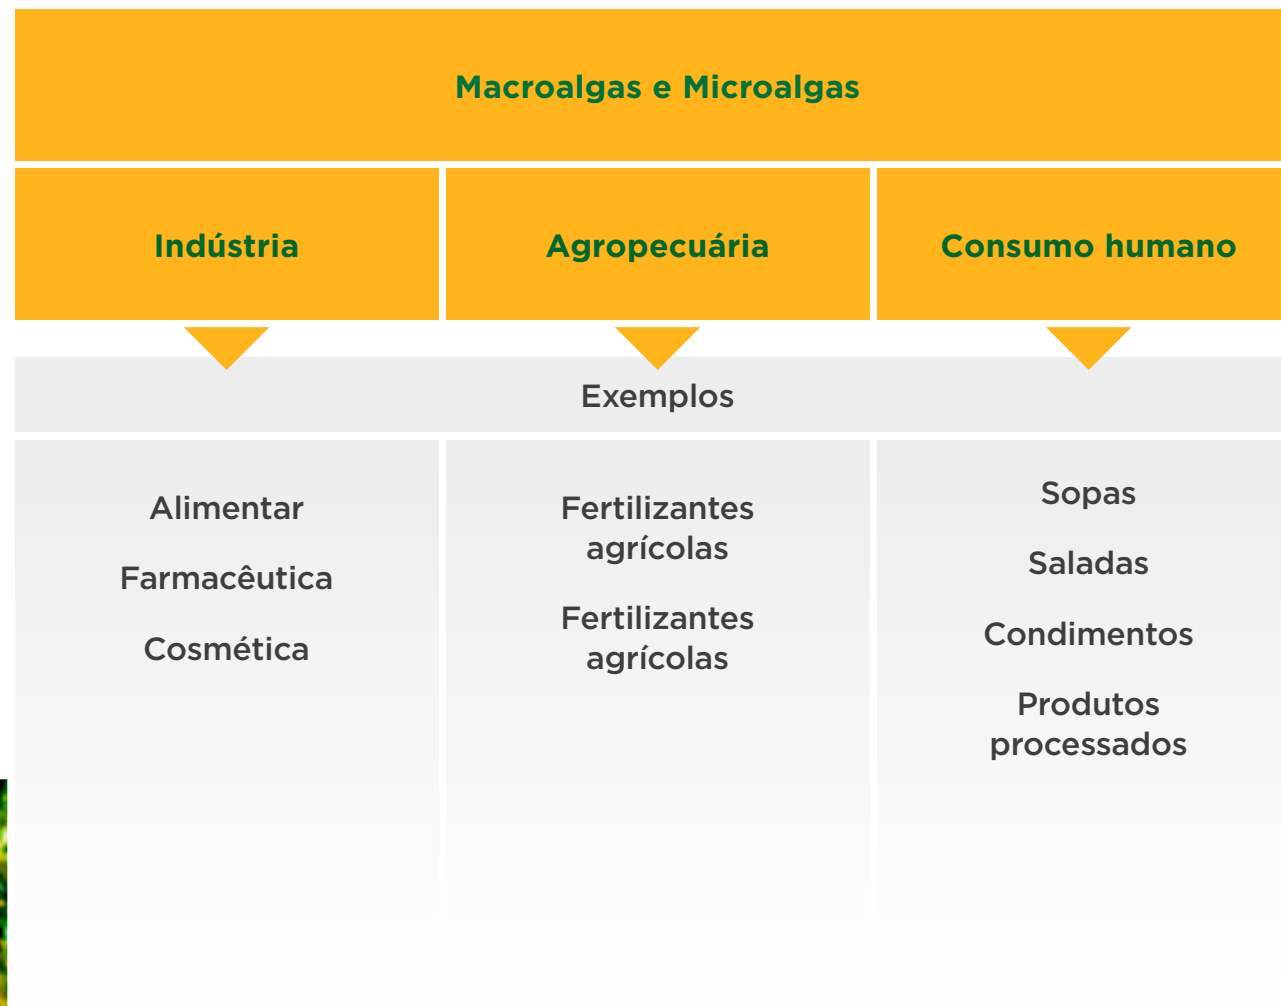 Macroalgas e Microalgas
Indústria
Agropecuária
Consumo humano
Exemplos
Alimentar
Farmacêutica
Cosmética
Fertilizantes
agrícolas
Fertilizantes
agrícolas
Sopas
Saladas
Condimentos
Produtos
processados